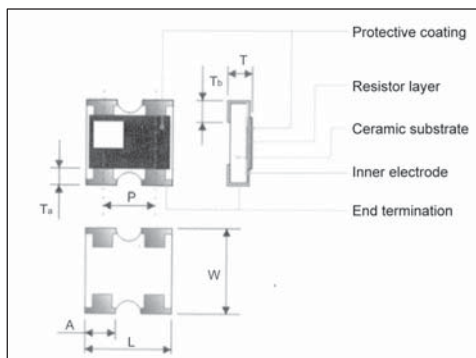 Protective coating
T
Tb
Resistor layer
Ceramic substrate
Inner electrode
Ta
P
End termination
W
A
L